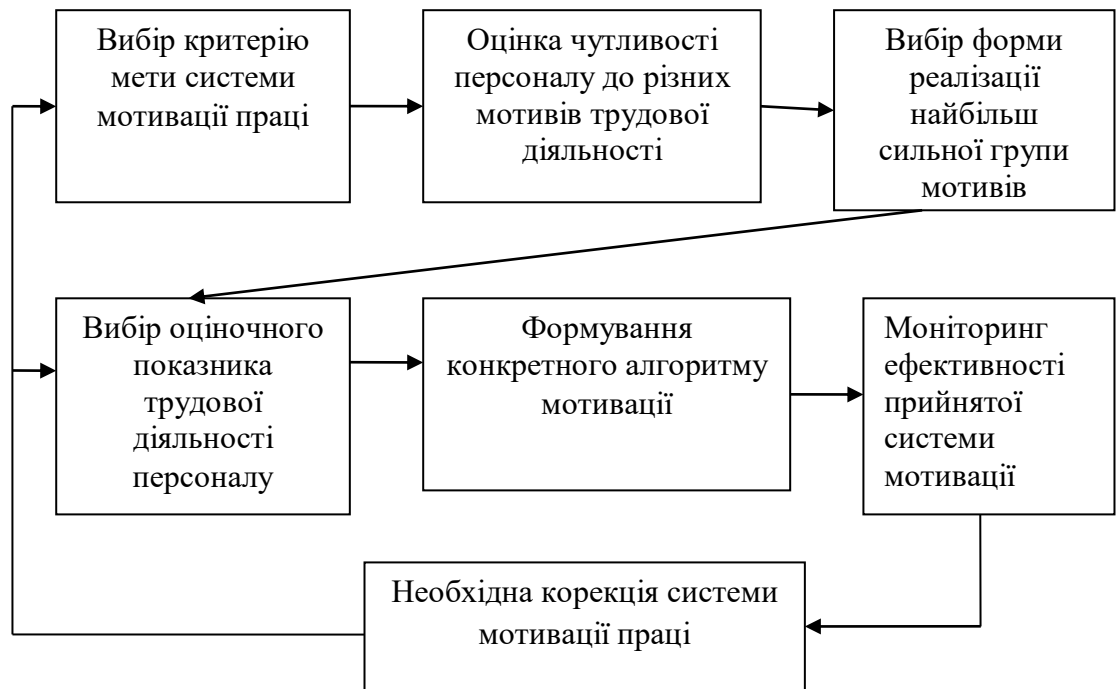 Вибір критерію
мети системи
мотивації праці
Оцінка чутливості
персоналу до різних
мотивів трудової
діяльності
Вибір форми
реалізації
найбільш
сильної групи
мотивів
Вибір оціночного
показника
трудової
діяльності
персоналу
Формування
конкретного алгоритму
мотивації
Моніторинг
ефективності
прийнятої
системи
мотивації
Необхідна корекція системи
мотивації праці